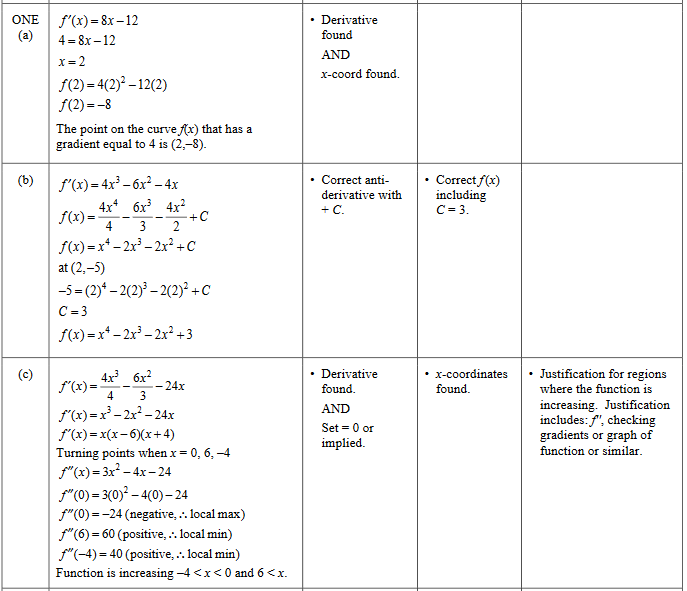 ONE
(a)
f′(x) = 8x – 12
4 = 8x – 12
x = 2
f(2) = 4(2)² – 12(2)
f(2) = –8
The point on the curve f(x) that has a
gradient equal to 4 is (2,–8).
• Derivative
found
AND
x-coord found.
(b)
f′(x) = 4x³ – 6x² – 4x
f(x) = 4x⁴/4 – 6x³/3 – 4x²/2 + C
f(x) = x⁴ – 2x³ – 2x² + C
at (2,–5)
–5 = (2)⁴ – 2(2)³ – 2(2)² + C
C = 3
f(x) = x⁴ – 2x³ – 2x² + 3
• Correct anti-
derivative with
+ C.
• Correct f(x)
including
C = 3.
(c)
f′(x) = 4x³/4 – 6x²/3 – 24x
f′(x) = x³ – 2x² – 24x
f′(x) = x(x – 6)(x + 4)
Turning points when x = 0, 6, –4
f″(x) = 3x² – 4x – 24
f″(0) = 3(0)² – 4(0) – 24
f″(0) = –24 (negative, ∴ local max)
f″(6) = 60 (positive, ∴ local min)
f″(–4) = 40 (positive, ∴ local min)
Function is increasing –4 < x < 0 and 6 < x.
• Derivative
found.
AND
Set = 0 or
implied.
• x-coordinates
found.
• Justification for regions
where the function is
increasing. Justification
includes: f″, checking
gradients or graph of
function or similar.